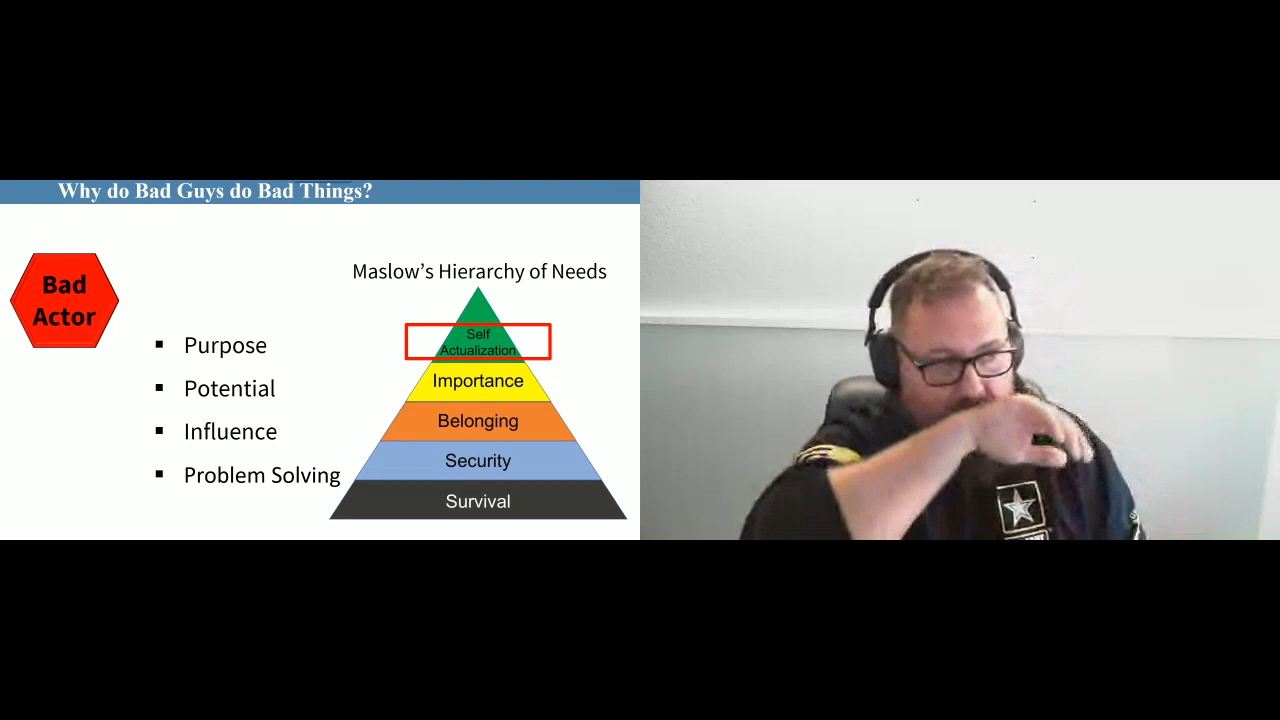 Why do Bad Guys do Bad Things?
Bad
Actor
Maslow's Hierarchy of Needs
▪ Purpose
▪ Potential
▪ Influence
▪ Problem Solving
Self
Actualization
Importance
Belonging
Security
Survival